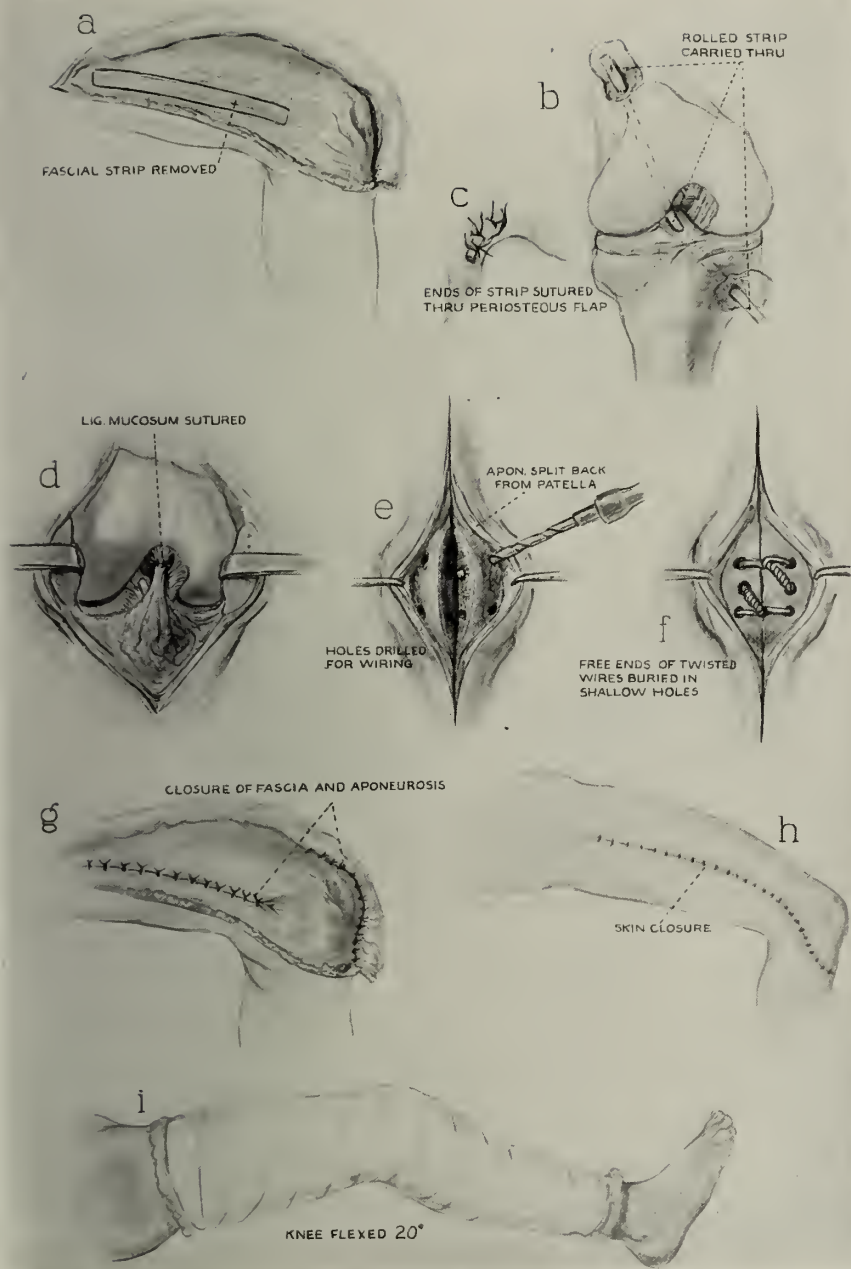 a
FASCIAL STRIP REMOVED
b
ROLLED STRIP
CARRIED THRU
c
ENDS OF STRIP SUTURED
THRU PERIOSTEOUS FLAP
d
LIG. MUCOSUM SUTURED
e
APON. SPLIT BACK
FROM PATELLA
HOLES DRILLED
FOR WIRING
f
FREE ENDS OF TWISTED
WIRES BURIED IN
SHALLOW HOLES
g
CLOSURE OF FASCIA AND APONEUROSIS
h
SKIN CLOSURE
i
KNEE FLEXED 20°